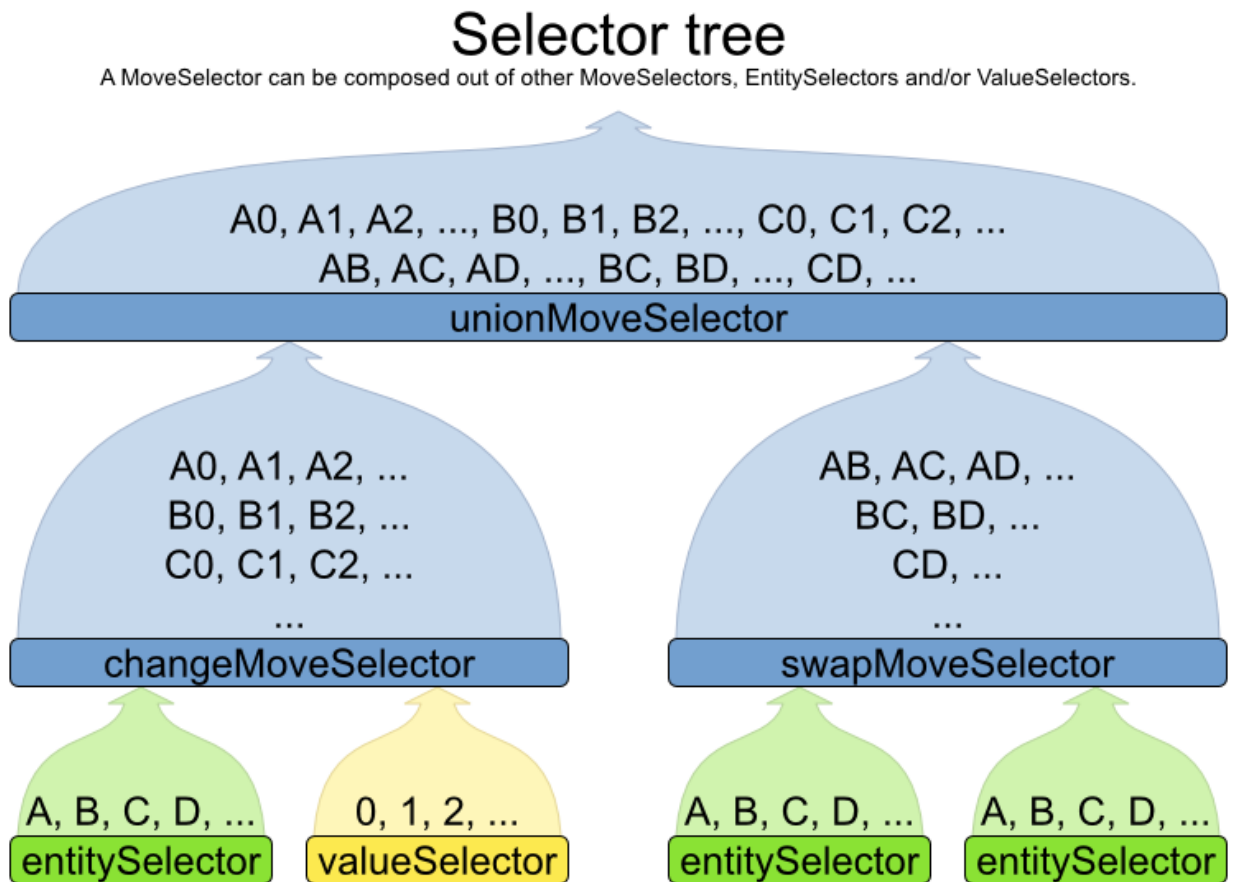 Selector tree
A MoveSelector can be composed out of other MoveSelectors, EntitySelectors and/or ValueSelectors.
A0, A1, A2, ..., B0, B1, B2, ..., C0, C1, C2, ...
AB, AC, AD, ..., BC, BD, ..., CD, ...
unionMoveSelector
A0, A1, A2, ...
B0, B1, B2, ...
C0, C1, C2, ...
...
changeMoveSelector
AB, AC, AD, ...
BC, BD, ...
CD, ...
...
swapMoveSelector
A, B, C, D, ...
entitySelector
0, 1, 2, ...
valueSelector
A, B, C, D, ...
entitySelector
A, B, C, D, ...
entitySelector